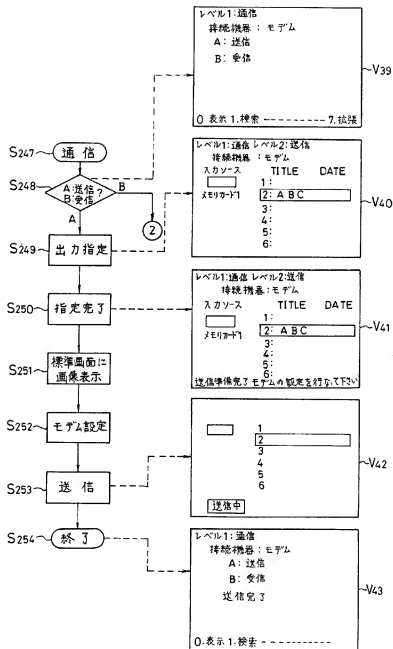 レベル1:通信
接続機器:モデム
A:送信
B:受信
0.表示 1.検索 ---------- 7.拡張
V39
S247
通信
S248
A:送信?
B:受信?
B
A
2
レベル1:通信 レベル2:送信
接続機器:モデム
入力ソース TITLE DATE
メモリカード1
1:
2: ABC
3:
4:
5:
6:
V40
S249
出力指定
S250
指定完了
レベル1:通信 レベル2:送信
接続機器:モデム
入力ソース TITLE DATE
メモリカード1
1:
2: ABC
3:
4:
5:
6:
送信準備完了 モデムの設定を行なって下さい
V41
S251
標準画面に
画像表示
S252
モデム設定
S253
送信
1
2
3
4
5
6
送信中
V42
S254
終了
レベル1:通信
接続機器:モデム
A:送信
B:受信
送信完了
0.表示 1.検索 ----------
V43